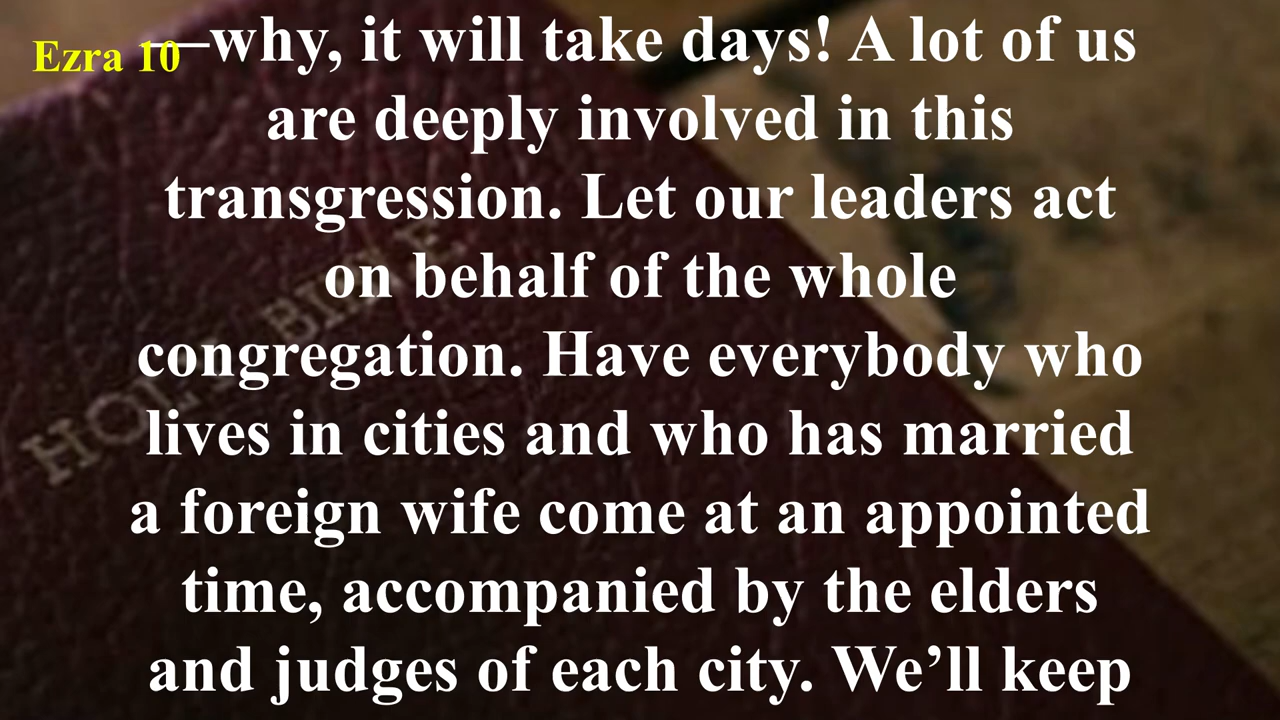 Ezra 10
—why, it will take days! A lot of us
are deeply involved in this
transgression. Let our leaders act
on behalf of the whole
congregation. Have everybody who
lives in cities and who has married
a foreign wife come at an appointed
time, accompanied by the elders
and judges of each city. We’ll keep
HOLY BIBLE